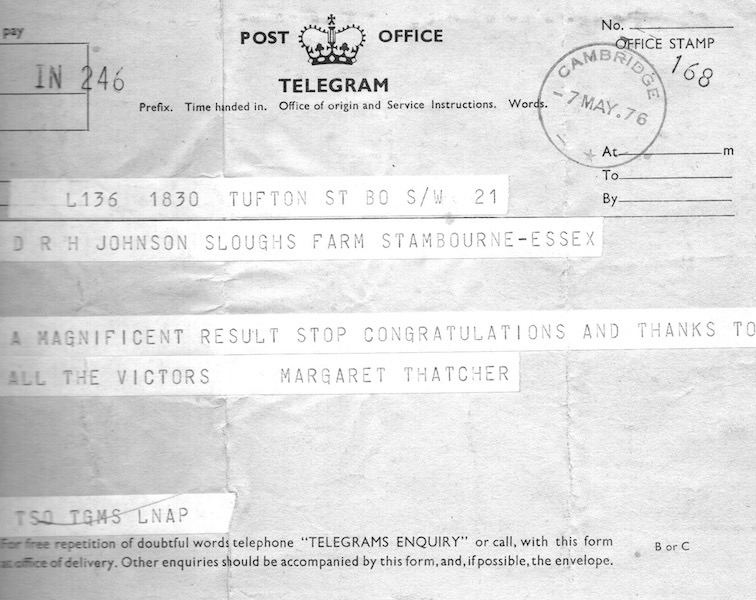 pay
POST OFFICE
No.
OFFICE STAMP
168
IN 246
TELEGRAM
CAMBRIDGE
-7 MAY.76
Prefix. Time handed in. Office of origin and Service Instructions. Words.
At m
To
By
L136 1830 TUFTON ST BO S/W 21
D R H JOHNSON SLOUGHS FARM STAMBOURNE-ESSEX
A MAGNIFICENT RESULT STOP CONGRATULATIONS AND THANKS TO
ALL THE VICTORS MARGARET THATCHER
TSO TGMS LNAP
For free repetition of doubtful words telephone "TELEGRAMS ENQUIRY" or call, with this form
at office of delivery. Other enquiries should be accompanied by this form, and, if possible, the envelope.
B or C